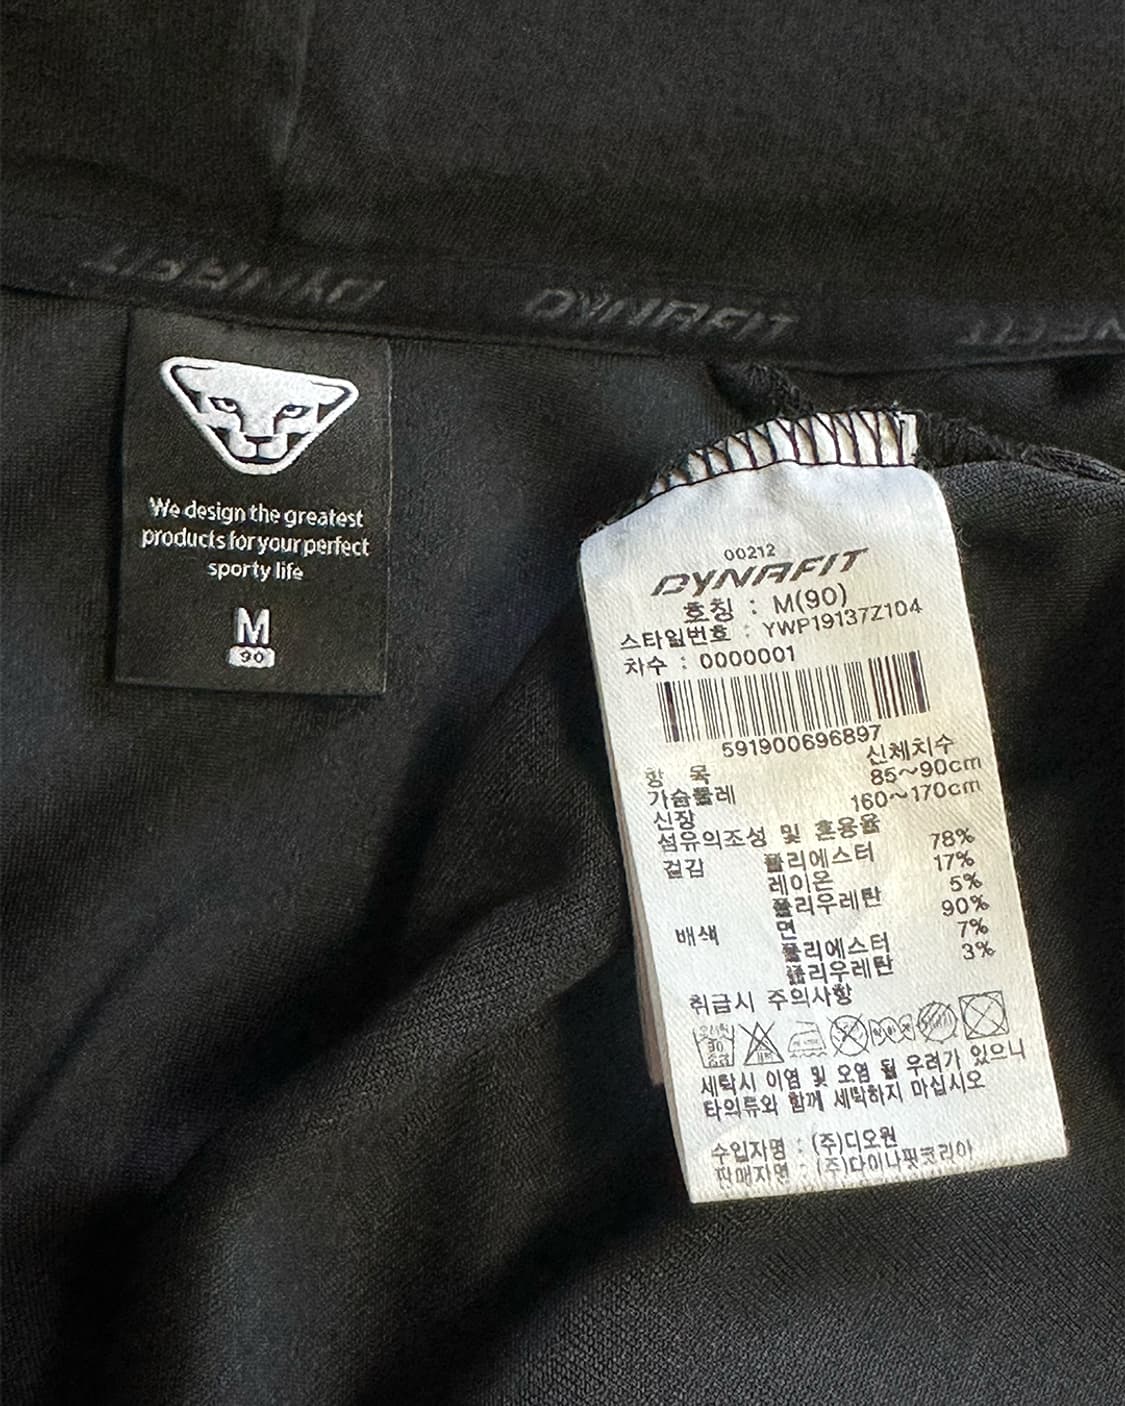 DYNAFIT
DYNAFIT
We design the greatest
products for your perfect
sporty life
M
90
00212
DYNAFIT
호칭 : M(90)
스타일번호 : YWP19137Z104
차수 : 0000001
591900696897
항 목 신체치수
가슴둘레 85~90cm
신장 160~170cm
섬유의조성 및 혼용율
겉감 폴리에스터 78%
레이온 17%
폴리우레탄 5%
배색 면 90%
폴리에스터 7%
폴리우레탄 3%
취급시 주의사항
세탁시 이염 및 오염 될 우려가 있으니
타의류와 함께 세탁하지 마십시오
수입자명 : (주)디오원
판매자명 : (주)다이나핏코리아